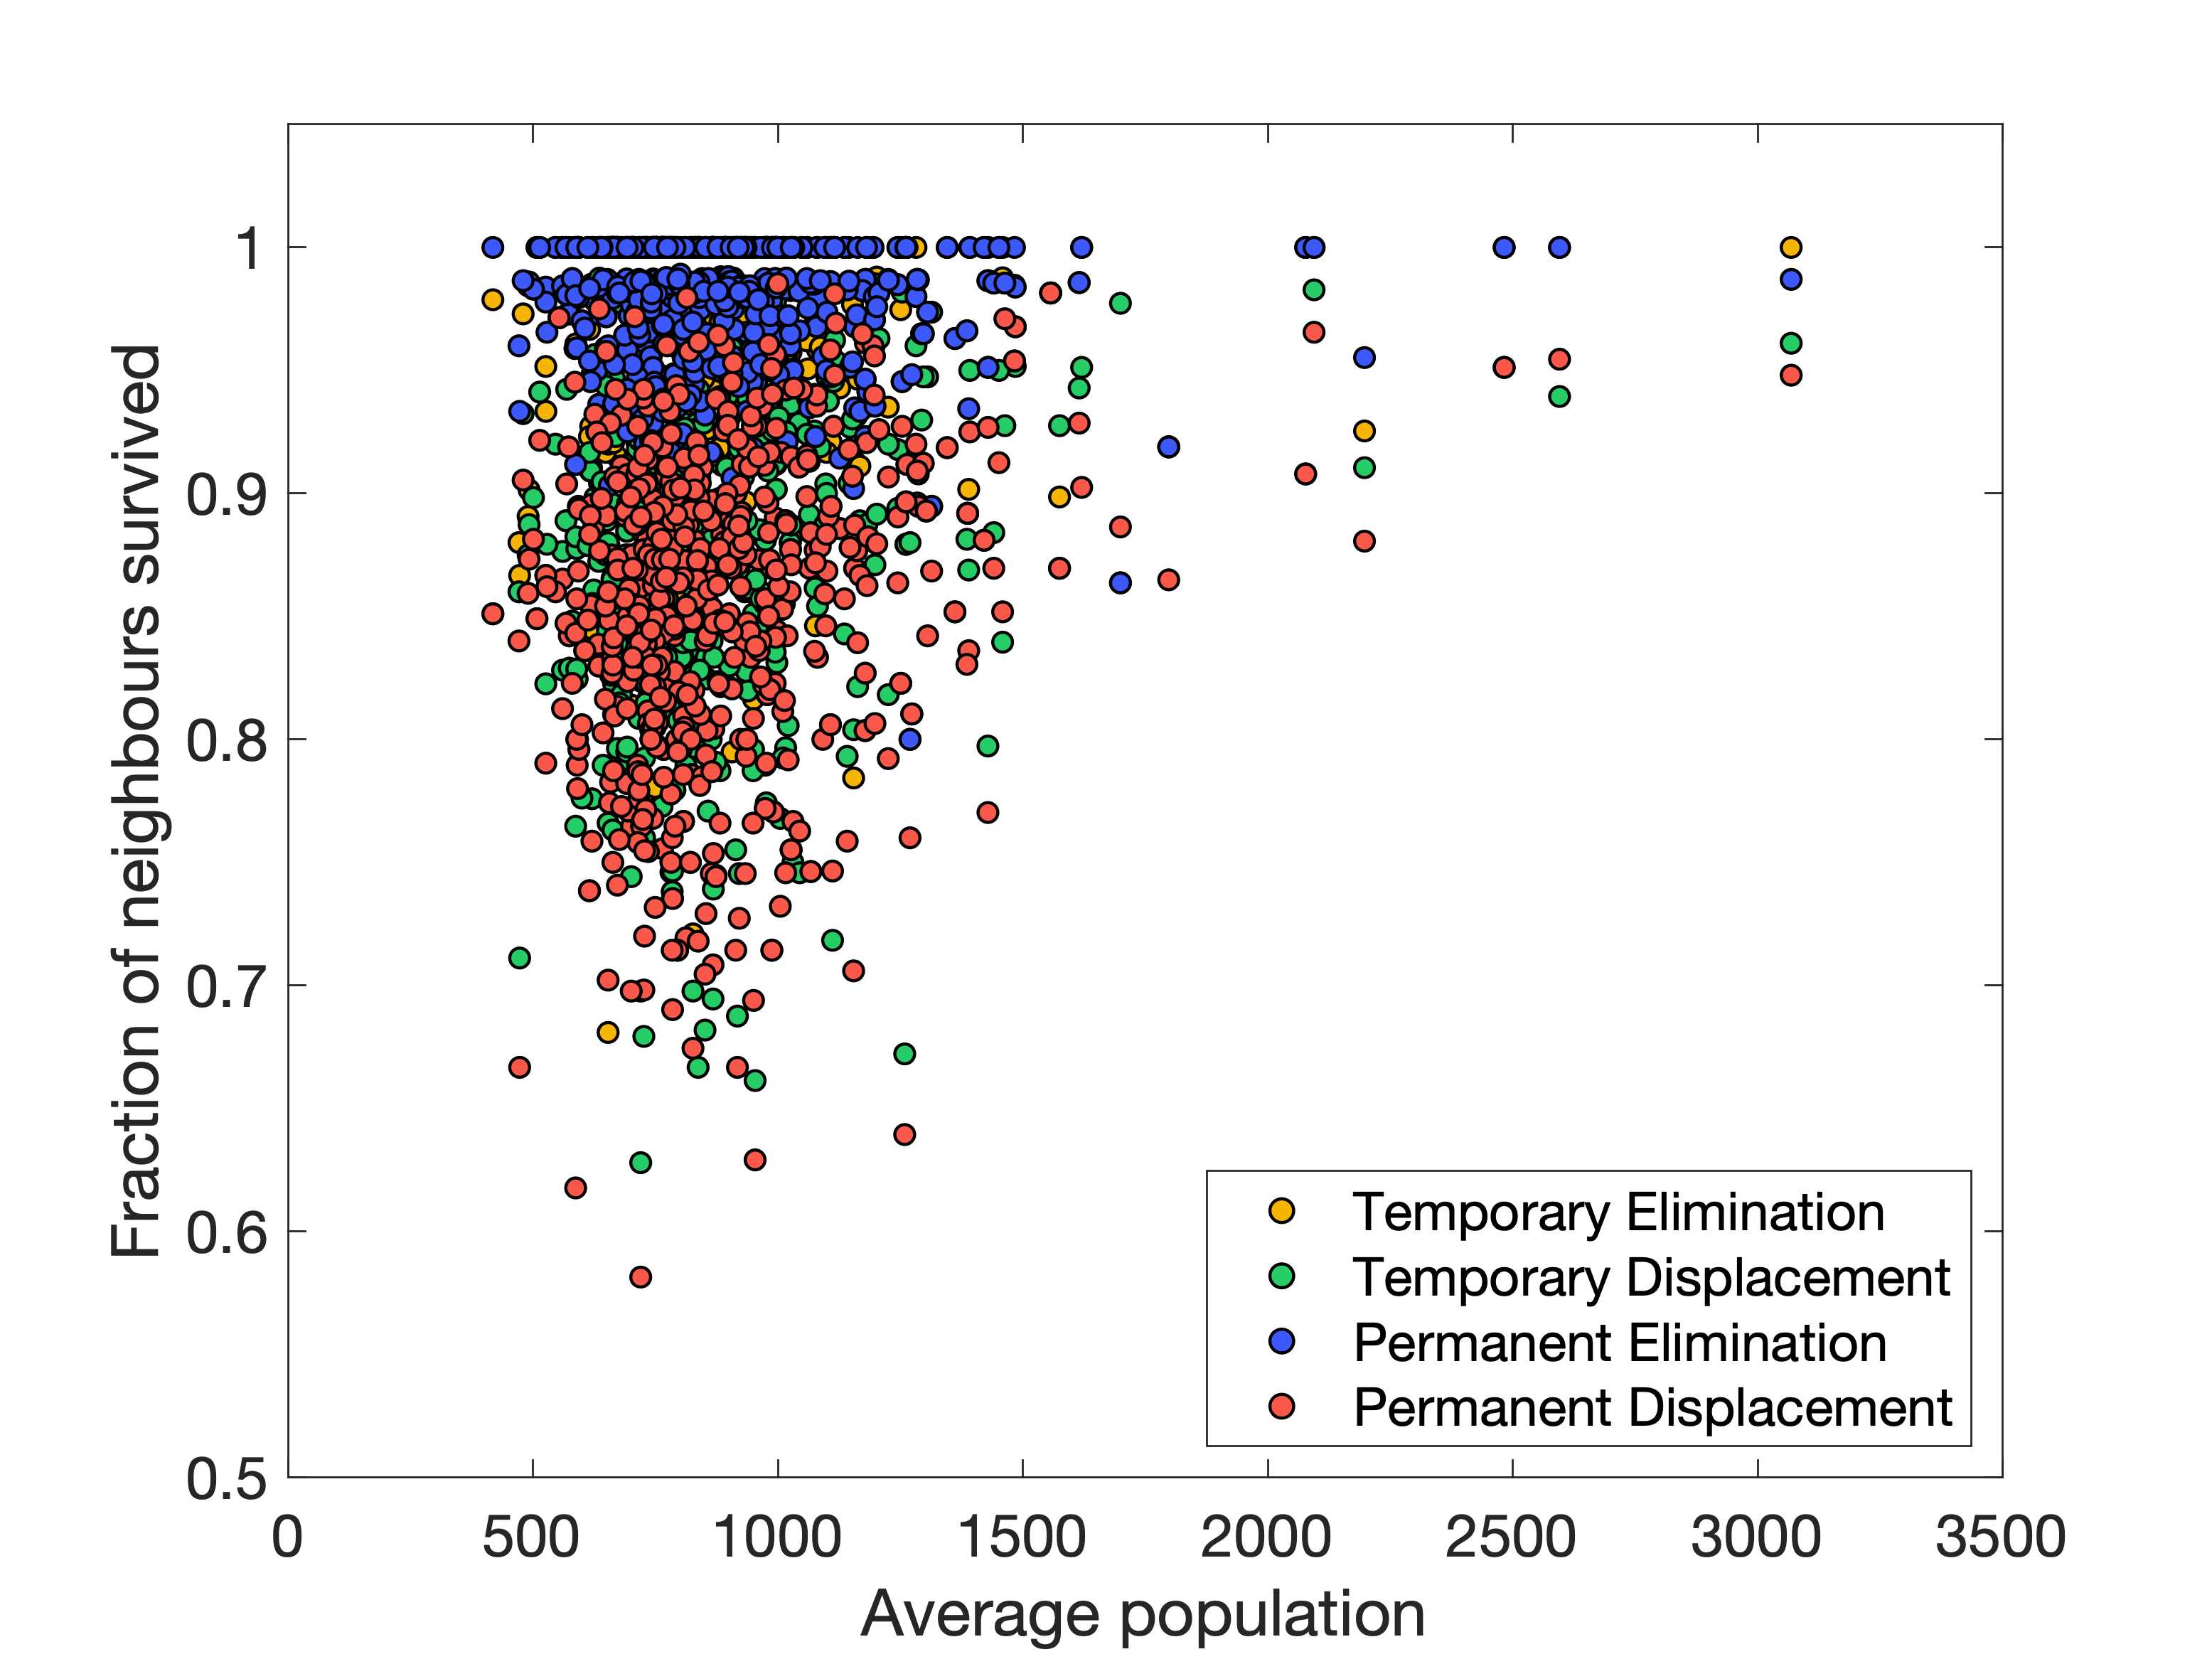 Fraction of neighbours survived
1
0.9
0.8
0.7
0.6
0.5
0 500 1000 1500 2000 2500 3000 3500
Average population
Temporary Elimination
Temporary Displacement
Permanent Elimination
Permanent Displacement